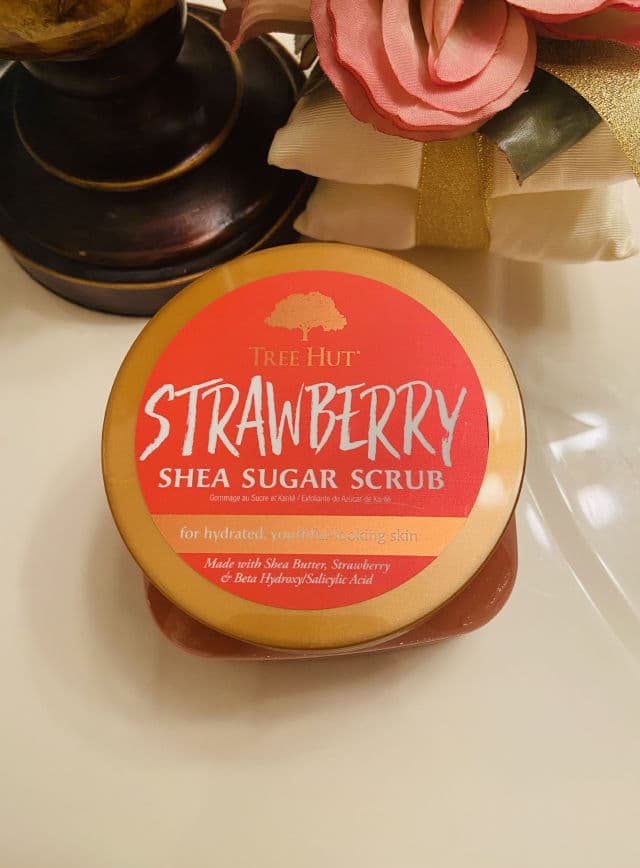 TREE HUT®
STRAWBERRY
SHEA SUGAR SCRUB
Gommage au Sucre et Karité / Exfoliante de Azúcar de Karité
for hydrated, youthful-looking skin
Made with Shea Butter, Strawberry
& Beta Hydroxy/Salicylic Acid